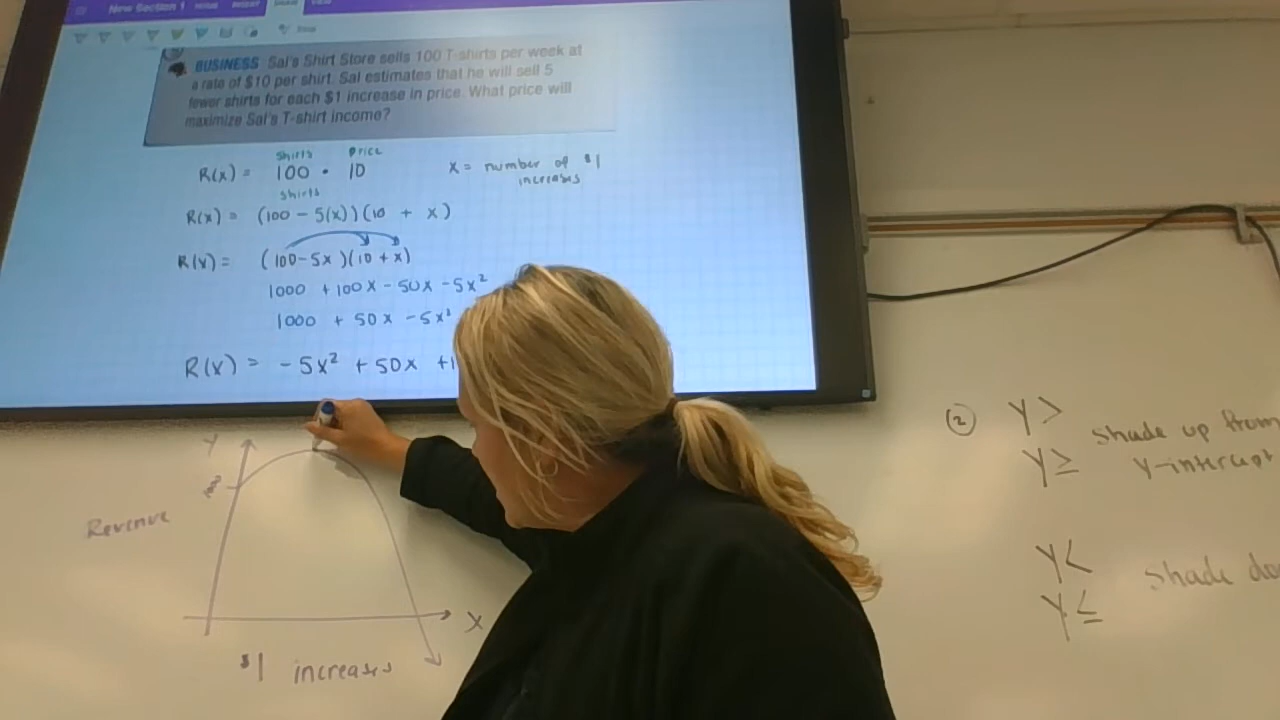 New Section 1
BUSINESS Sal's Shirt Store sells 100 T-shirts per week at
a rate of $10 per shirt. Sal estimates that he will sell 5
fewer shirts for each $1 increase in price. What price will
maximize Sal's T-shirt income?
shirts price
R(x) = 100 • 10
x = number of $1
increases
shirts
R(x) = (100 - 5(x))(10 + x)
R(x) = (100-5x)(10+x)
1000 + 100x - 50x - 5x²
1000 + 50x - 5x²
R(x) = -5x² + 50x +1
Y
Revenue
X
$1 increases
② Y>
Y≥
shade up from
Y-intercept
Y<
Y≤
shade do